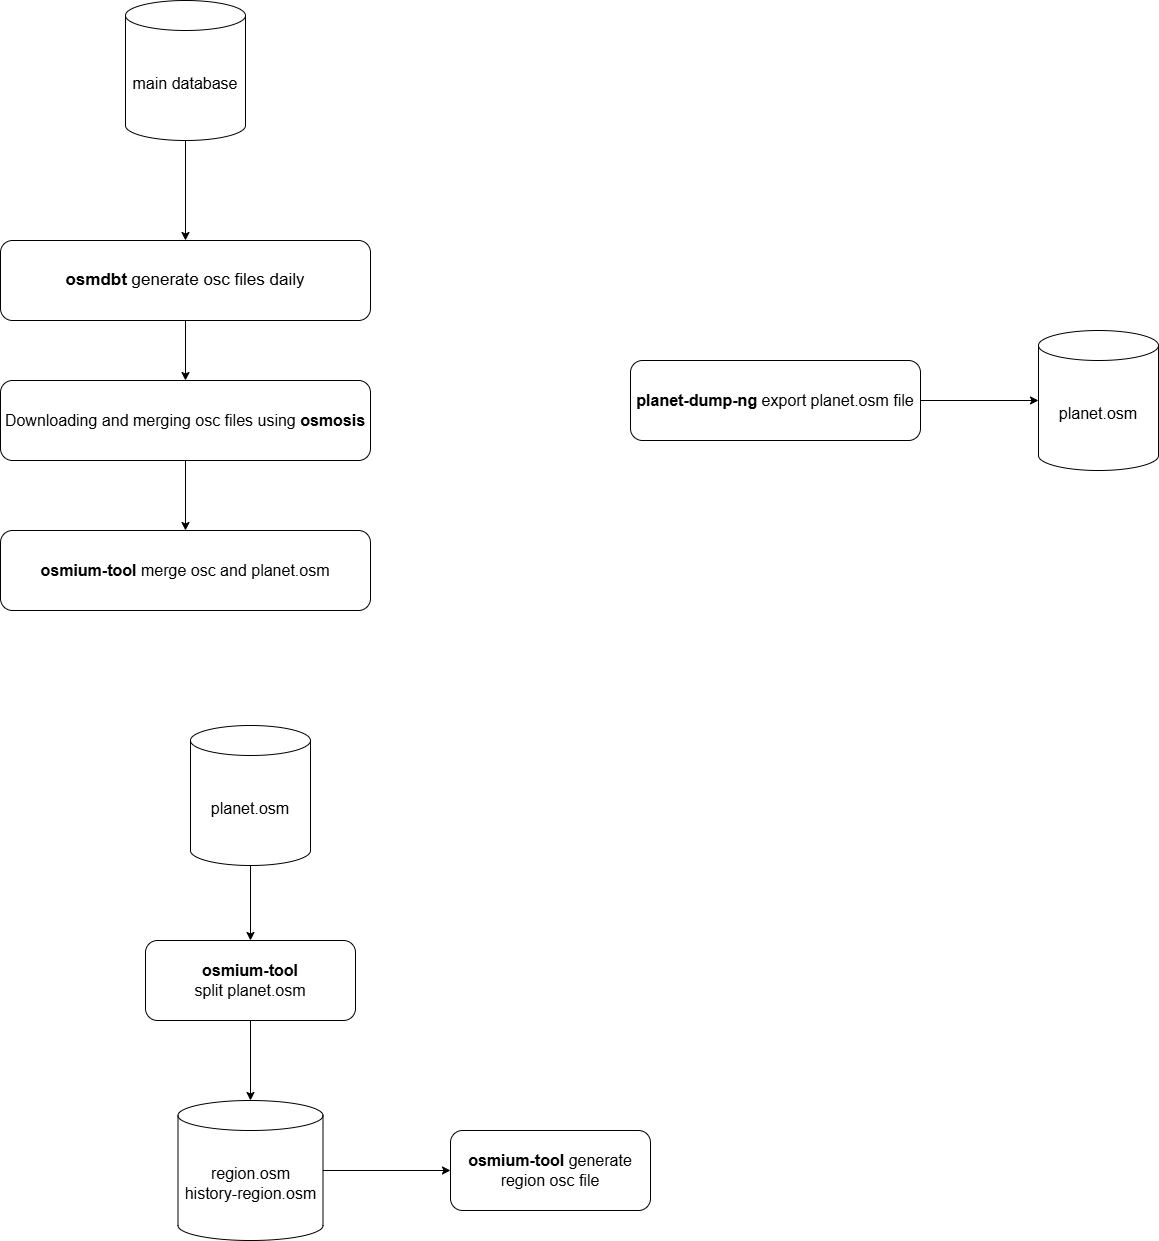 main database
osmdbt generate osc files daily
Downloading and merging osc files using osmosis
planet-dump-ng export planet.osm file
planet.osm
osmium-tool merge osc and planet.osm
planet.osm
osmium-tool
split planet.osm
region.osm
history-region.osm
osmium-tool generate
region osc file